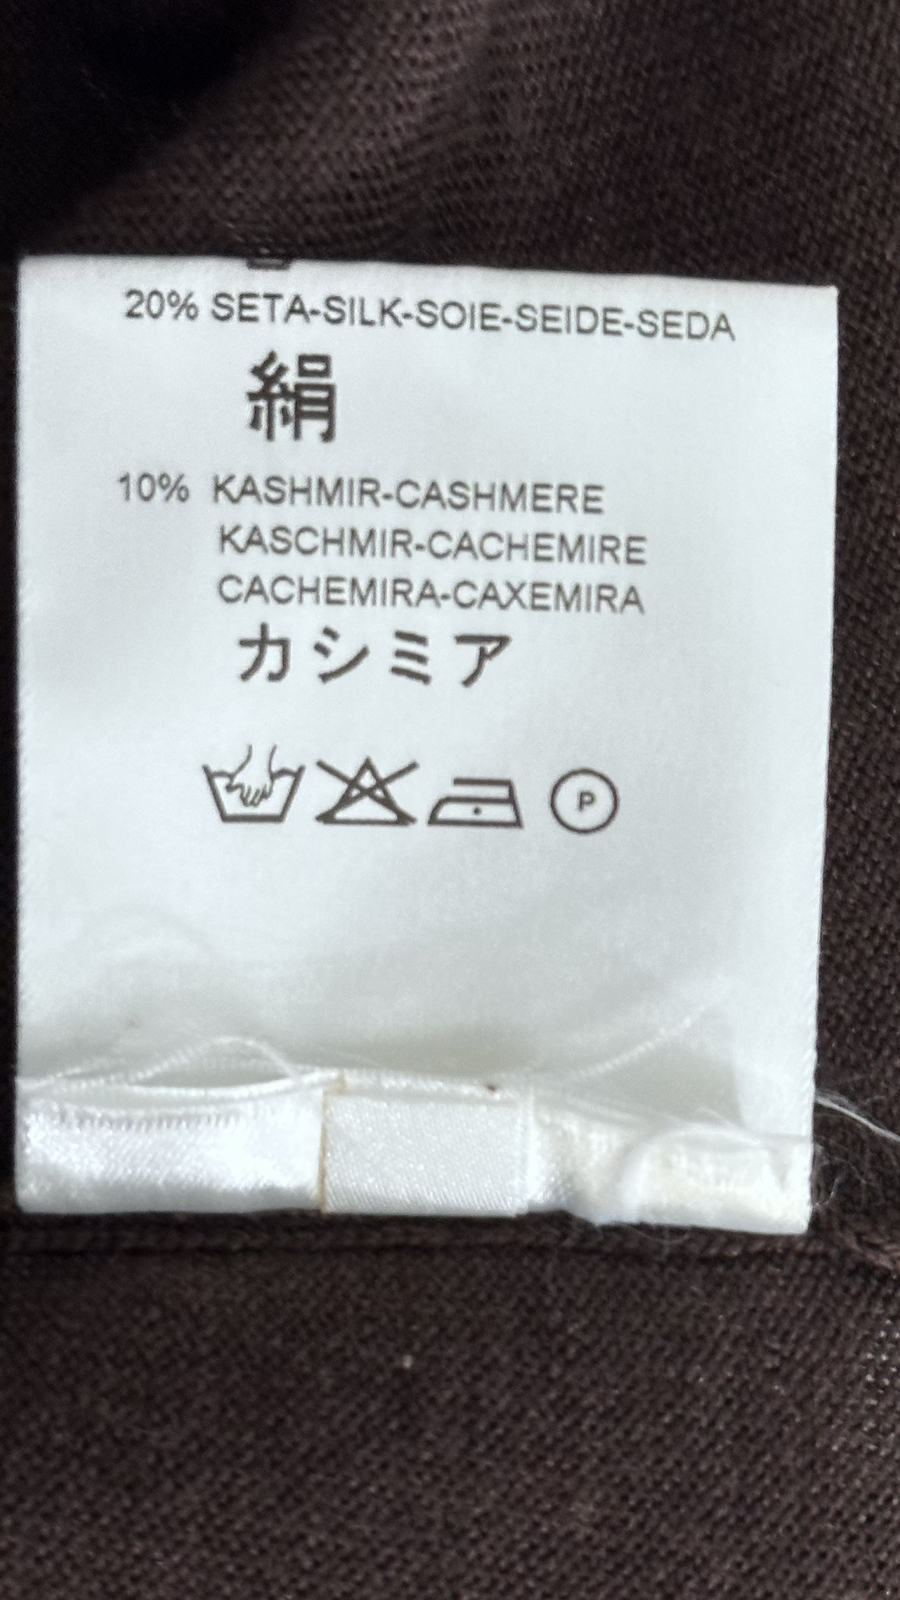 20% SETA-SILK-SOIE-SEIDE-SEDA
絹
10% KASHMIR-CASHMERE
KASCHMIR-CACHEMIRE
CACHEMIRA-CAXEMIRA
カシミア
P